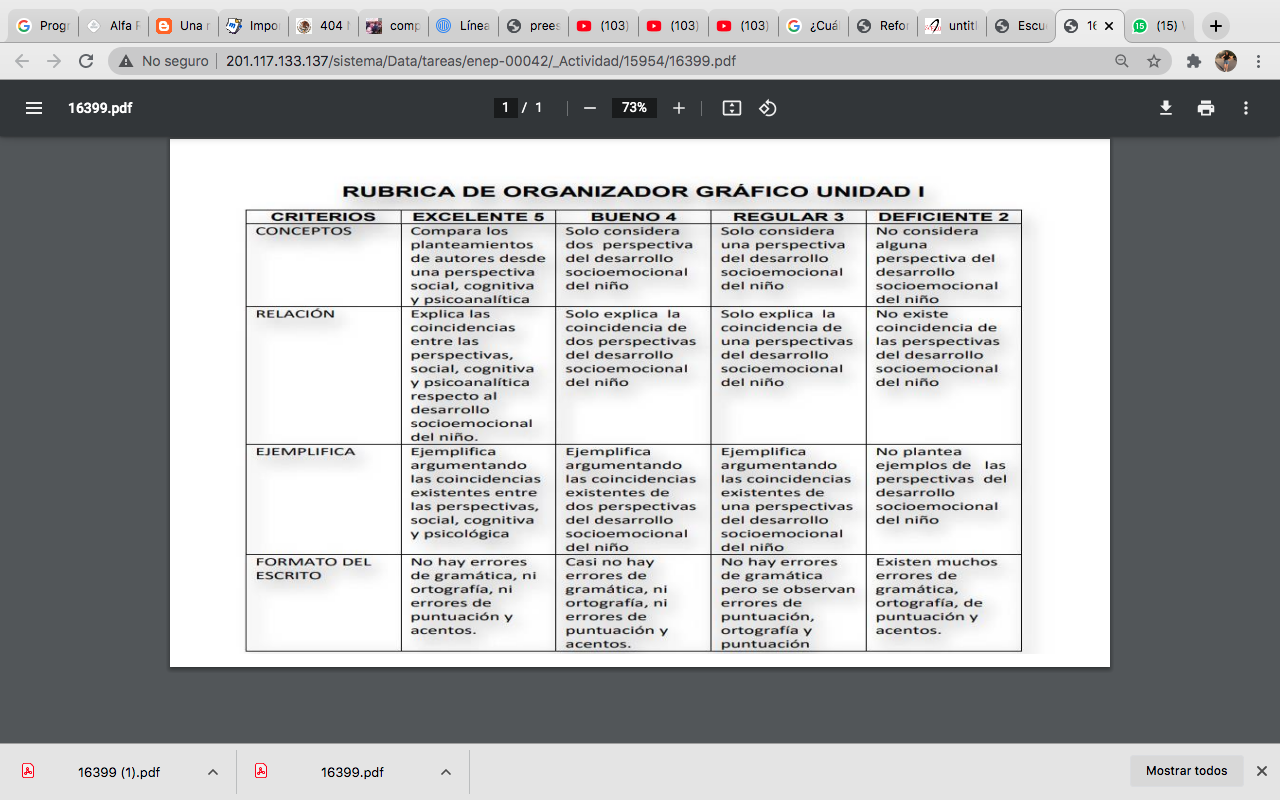 Progr
Alfa F
Una r
Impo
404 N
comp
Línea
prees
(103)
(103)
(103)
¿Cuál
Refor
untitl
Escue
16
(15) W
No seguro
201.117.133.137/sistema/Data/tareas/enep-00042/_Actividad/15954/16399.pdf
16399.pdf
1 / 1
73%
RUBRICA DE ORGANIZADOR GRÁFICO UNIDAD I
CRITERIOS
EXCELENTE 5
BUENO 4
REGULAR 3
DEFICIENTE 2
CONCEPTOS
Compara los
planteamientos
de autores desde
una perspectiva
social, cognitiva
y psicoanalítica
Solo considera
dos perspectiva
del desarrollo
socioemocional
del niño
Solo considera
una perspectiva
del desarrollo
socioemocional
del niño
No considera
alguna
perspectiva del
desarrollo
socioemocional
del niño
RELACIÓN
Explica las
coincidencias
entre las
perspectivas,
social, cognitiva
y psicoanalítica
respecto al
desarrollo
socioemocional
del niño.
Solo explica la
coincidencia de
dos perspectivas
del desarrollo
socioemocional
del niño
Solo explica la
coincidencia de
una perspectivas
del desarrollo
socioemocional
del niño
No existe
coincidencia de
las perspectivas
del desarrollo
socioemocional
del niño
EJEMPLIFICA
Ejemplifica
argumentando
las coincidencias
existentes entre
las perspectivas,
social, cognitiva
y psicológica
Ejemplifica
argumentando
las coincidencias
existentes de
dos perspectivas
del desarrollo
socioemocional
del niño
Ejemplifica
argumentando
las coincidencias
existentes de
una perspectivas
del desarrollo
socioemocional
del niño
No plantea
ejemplos de las
perspectivas del
desarrollo
socioemocional
del niño
FORMATO DEL
ESCRITO
No hay errores
de gramática, ni
ortografía, ni
errores de
puntuación y
acentos.
Casi no hay
errores de
gramática, ni
ortografía, ni
errores de
puntuación y
acentos.
No hay errores
de gramática
pero se observan
errores de
puntuación,
ortografía y
puntuación
Existen muchos
errores de
gramática,
ortografía, de
puntuación y
acentos.
16399 (1).pdf
16399.pdf
Mostrar todos